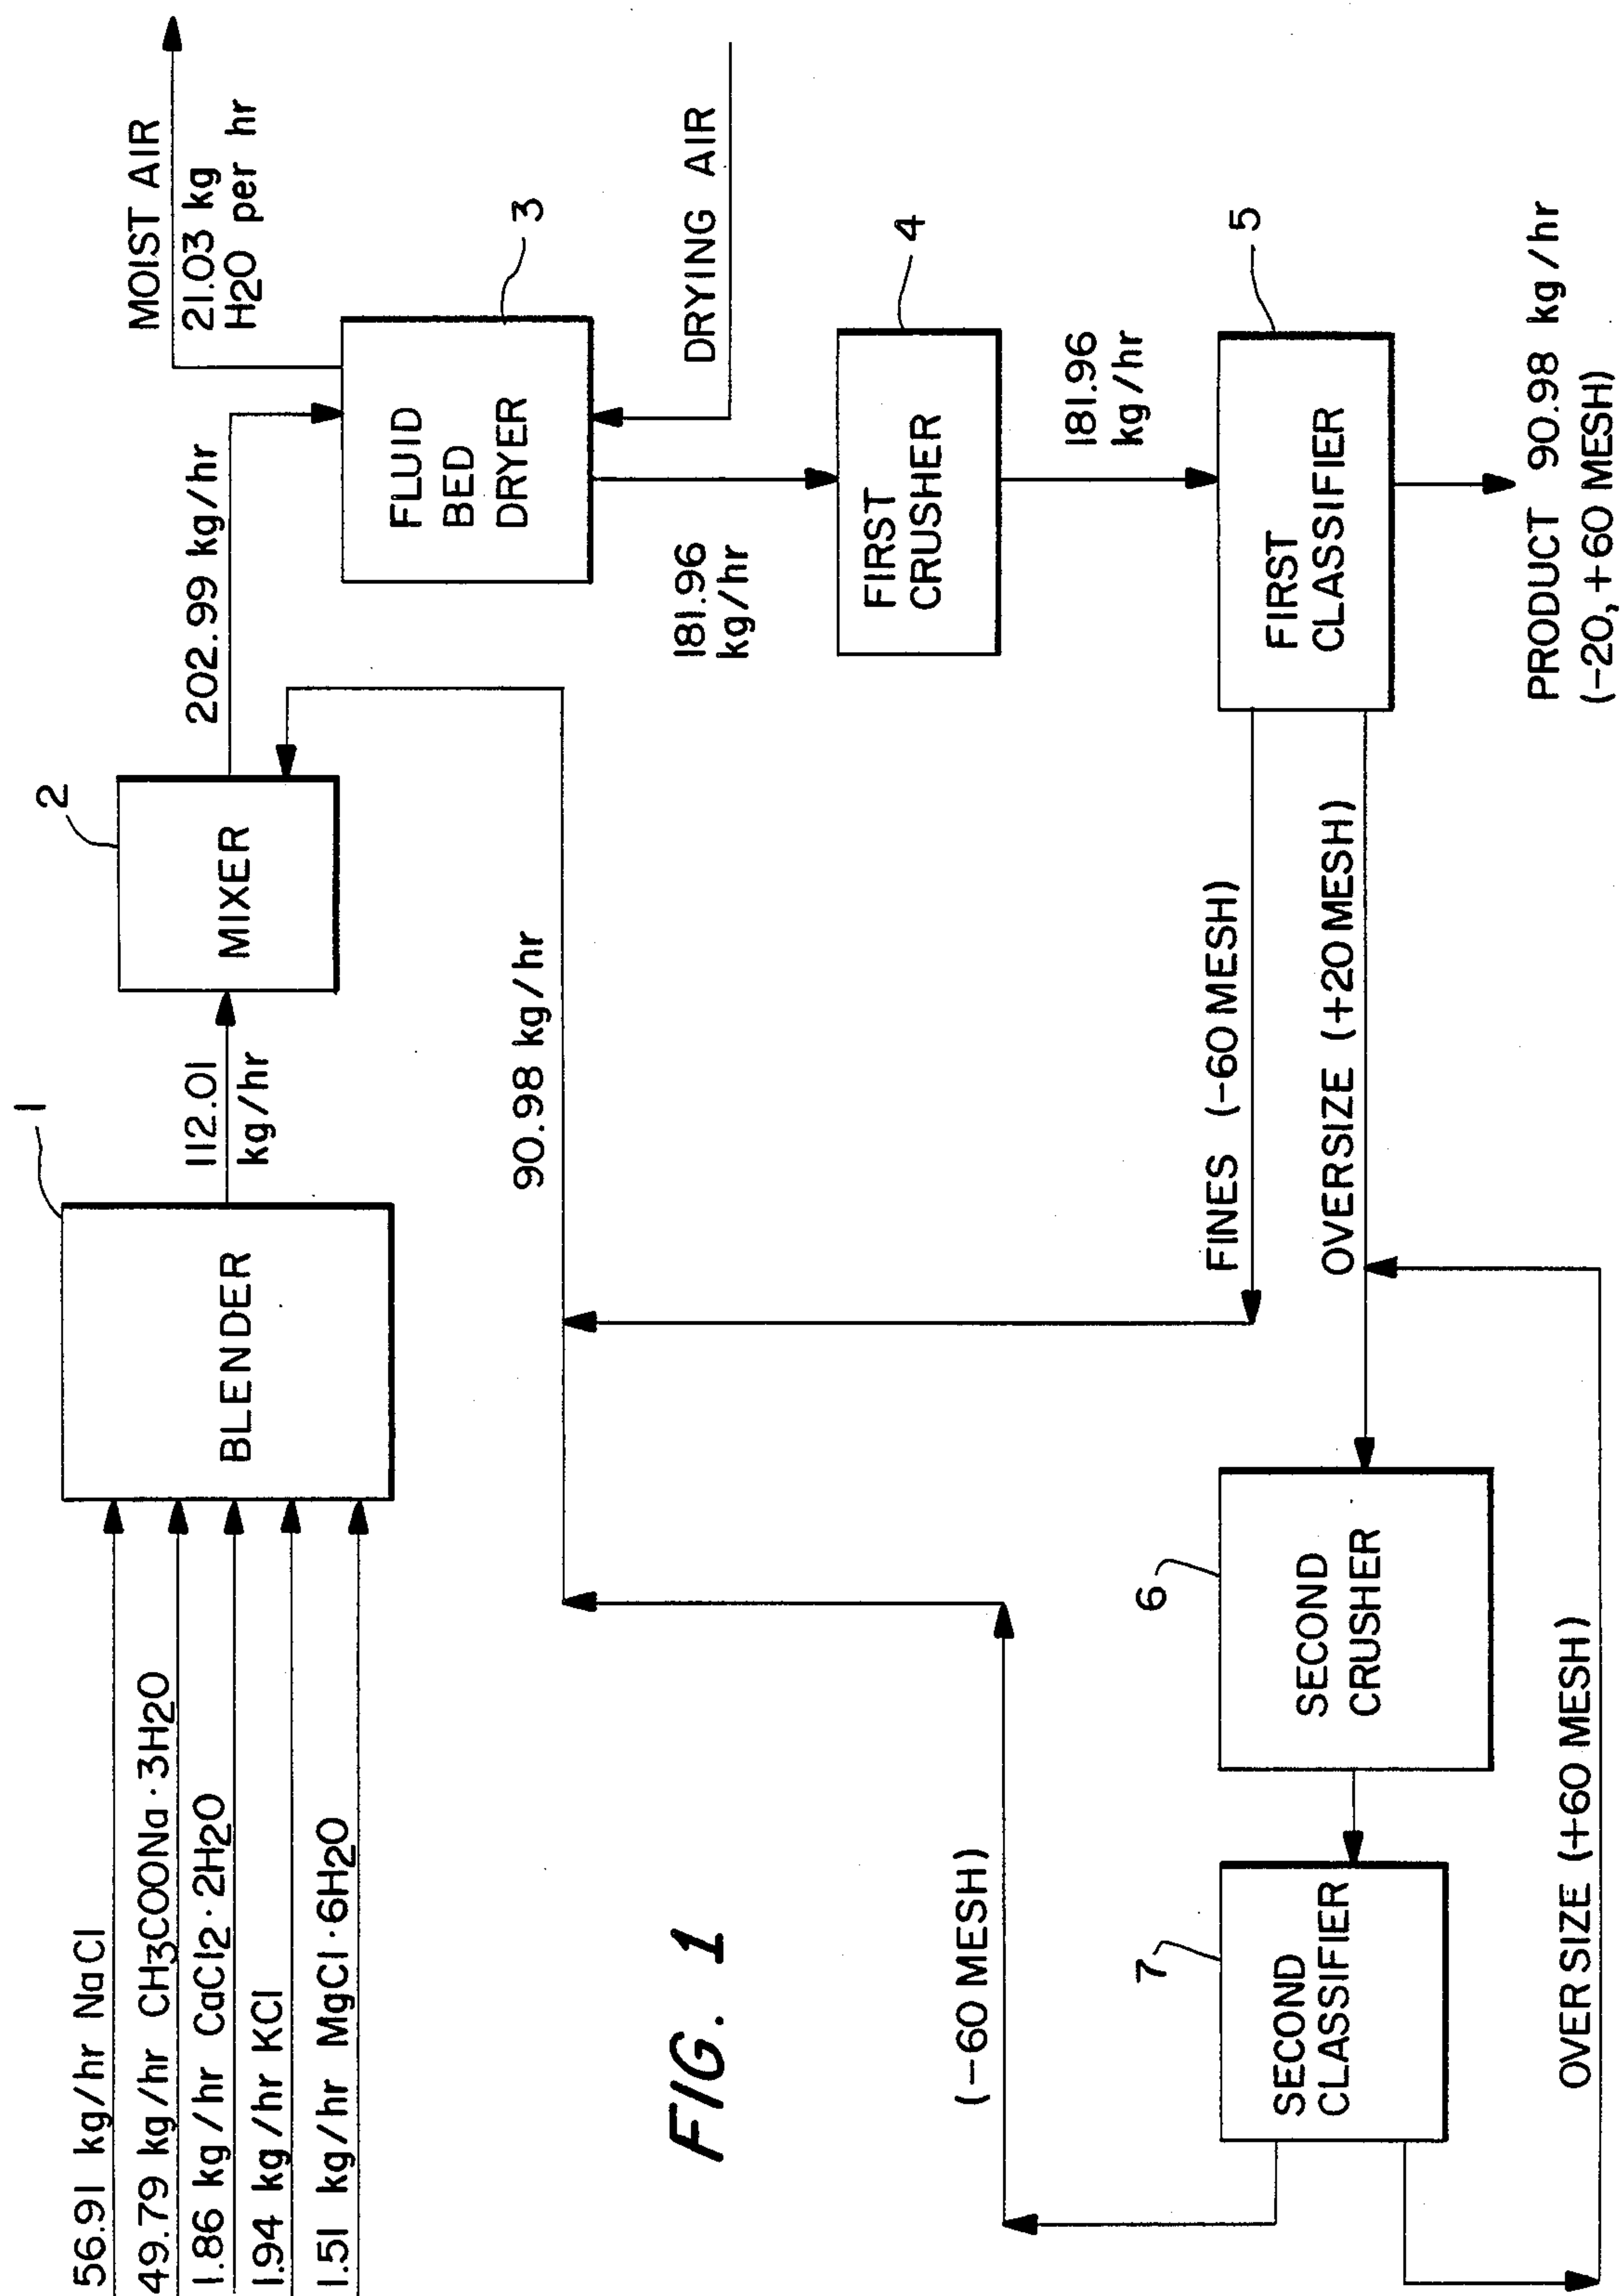 56.91 kg/hr NaCl
49.79 kg/hr CH3COONa·3H2O
1.86 kg/hr CaCl2·2H2O
1.94 kg/hr KCl
1.51 kg/hr MgCl·6H2O
1
BLENDER
112.01
kg/hr
2
MIXER
202.99 kg/hr
MOIST AIR
21.03 kg
H2O per hr
3
FLUID
BED
DRYER
DRYING AIR
90.98 kg/hr
181.96
kg/hr
4
FIRST
CRUSHER
181.96
kg/hr
5
FIRST
CLASSIFIER
FINES (-60 MESH)
OVERSIZE (+20 MESH)
PRODUCT 90.98 kg/hr
(-20, +60 MESH)
FIG. 1
(-60 MESH)
6
SECOND
CRUSHER
7
SECOND
CLASSIFIER
OVERSIZE (+60 MESH)